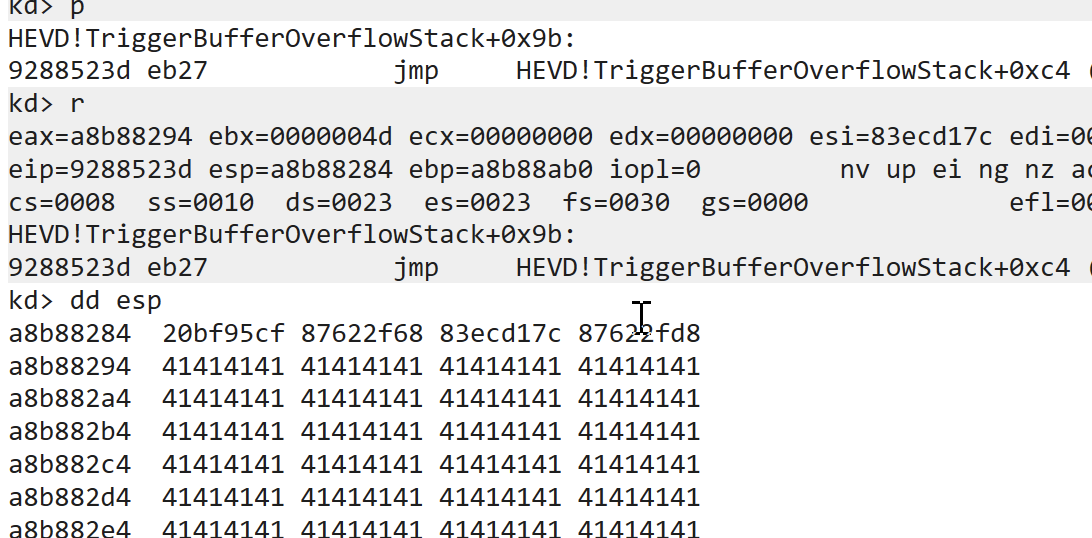 kd> p
HEVD!TriggerBufferOverflowStack+0x9b:
9288523d eb27            jmp     HEVD!TriggerBufferOverflowStack+0xc4 (
kd> r
eax=a8b88294 ebx=0000004d ecx=00000000 edx=00000000 esi=83ecd17c edi=00
eip=9288523d esp=a8b88284 ebp=a8b88ab0 iopl=0         nv up ei ng nz ac
cs=0008  ss=0010  ds=0023  es=0023  fs=0030  gs=0000             efl=00
HEVD!TriggerBufferOverflowStack+0x9b:
9288523d eb27            jmp     HEVD!TriggerBufferOverflowStack+0xc4 (
kd> dd esp
a8b88284  20bf95cf 87622f68 83ecd17c 87622fd8
a8b88294  41414141 41414141 41414141 41414141
a8b882a4  41414141 41414141 41414141 41414141
a8b882b4  41414141 41414141 41414141 41414141
a8b882c4  41414141 41414141 41414141 41414141
a8b882d4  41414141 41414141 41414141 41414141
a8b882e4  41414141 41414141 41414141 41414141